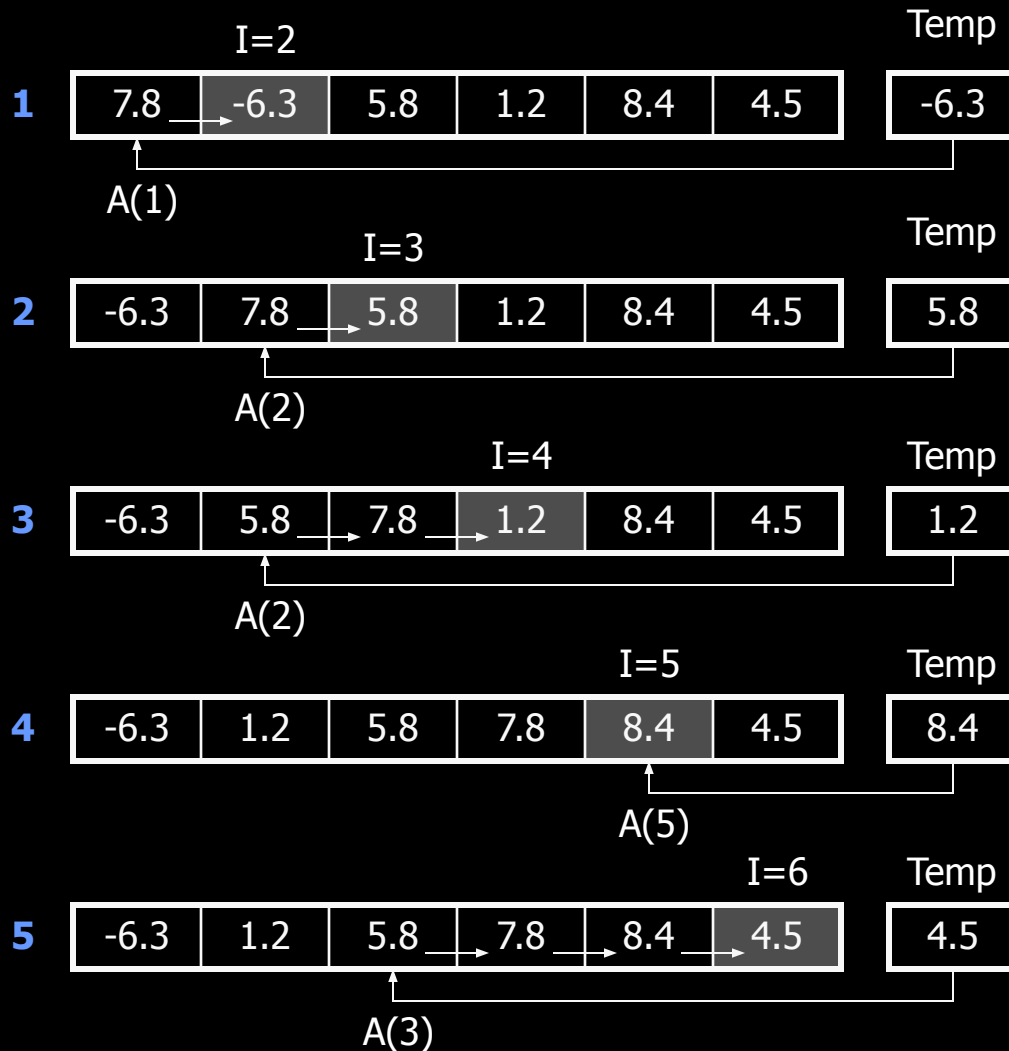 I=2 Temp
1 7.8 -6.3 5.8 1.2 8.4 4.5 -6.3
A(1)
I=3 Temp
2 -6.3 7.8 5.8 1.2 8.4 4.5 5.8
A(2)
I=4 Temp
3 -6.3 5.8 7.8 1.2 8.4 4.5 1.2
A(2)
I=5 Temp
4 -6.3 1.2 5.8 7.8 8.4 4.5 8.4
A(5)
I=6 Temp
5 -6.3 1.2 5.8 7.8 8.4 4.5 4.5
A(3)